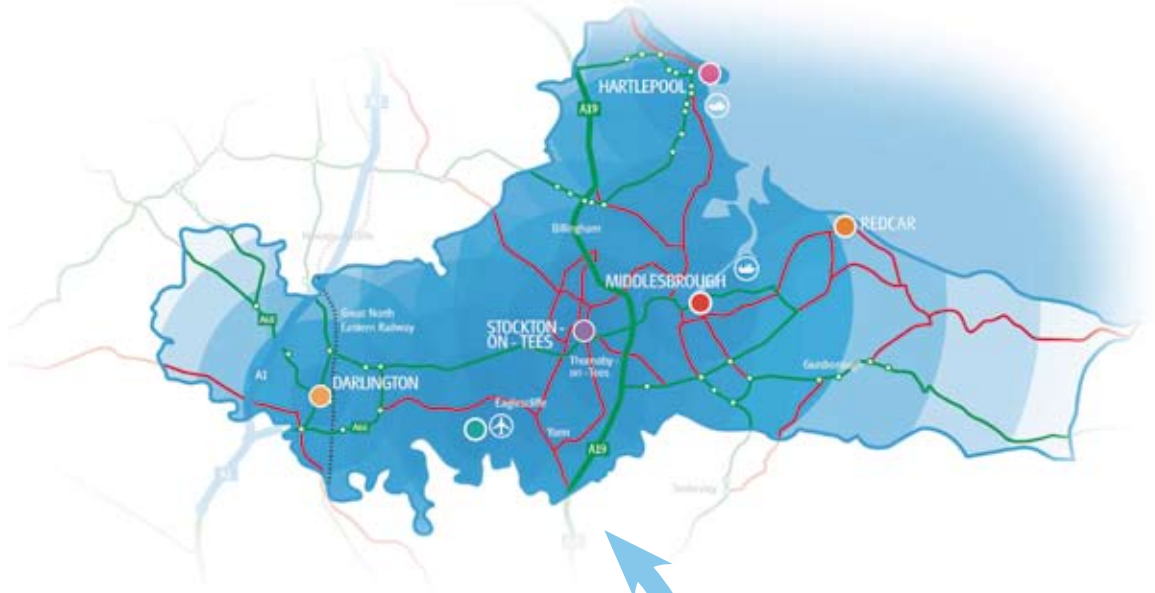 HARTLEPOOL
A19
REDCAR
Billingham
MIDDLESBROUGH
Great North
Eastern Railway
A68
STOCKTON -
ON - TEES
Thornaby
on -Tees
Guisborough
A1
DARLINGTON
Eaglescliffe
A66
Yarm
A19